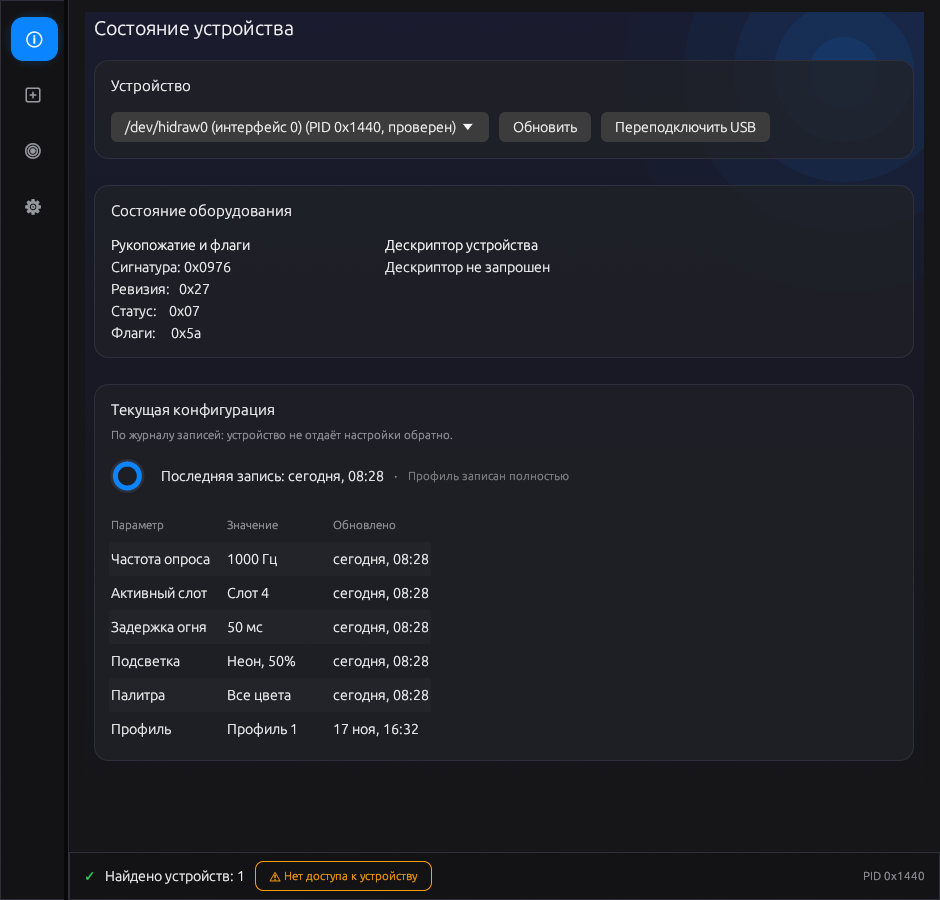 Состояние устройства
Устройство
/dev/hidraw0 (интерфейс 0) (PID 0x1440, проверен)
Обновить
Переподключить USB
Состояние оборудования
Рукопожатие и флаги
Сигнатура: 0x0976
Ревизия: 0x27
Статус: 0x07
Флаги: 0x5a
Дескриптор устройства
Дескриптор не запрошен
Текущая конфигурация
По журналу записей: устройство не отдаёт настройки обратно.
Последняя запись: сегодня, 08:28 · Профиль записан полностью
Параметр Значение Обновлено
Частота опроса 1000 Гц сегодня, 08:28
Активный слот Слот 4 сегодня, 08:28
Задержка огня 50 мс сегодня, 08:28
Подсветка Неон, 50% сегодня, 08:28
Палитра Все цвета сегодня, 08:28
Профиль Профиль 1 17 ноя, 16:32
✓ Найдено устройств: 1
⚠ Нет доступа к устройству
PID 0x1440